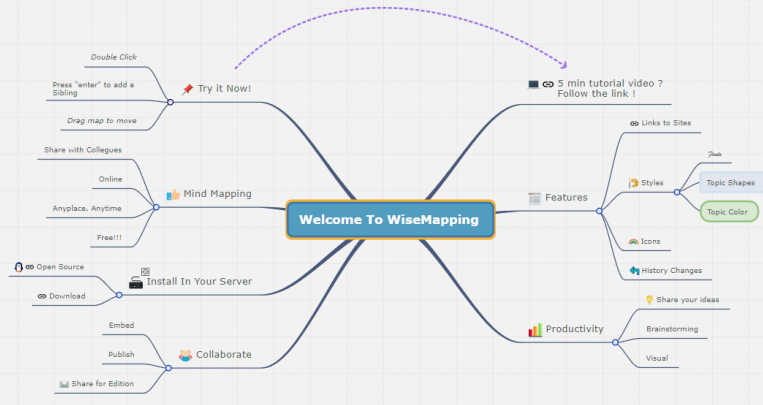 Welcome To WiseMapping
Try it Now!
Double Click
Press "enter" to add a
Sibling
Drag map to move
Mind Mapping
Share with Collegues
Online
Anyplace, Anytime
Free!!!
Install In Your Server
Open Source
Download
Collaborate
Embed
Publish
Share for Edition
5 min tutorial video ?
Follow the link !
Features
Links to Sites
Styles
Fonts
Topic Shapes
Topic Color
Icons
History Changes
Productivity
Share your ideas
Brainstorming
Visual